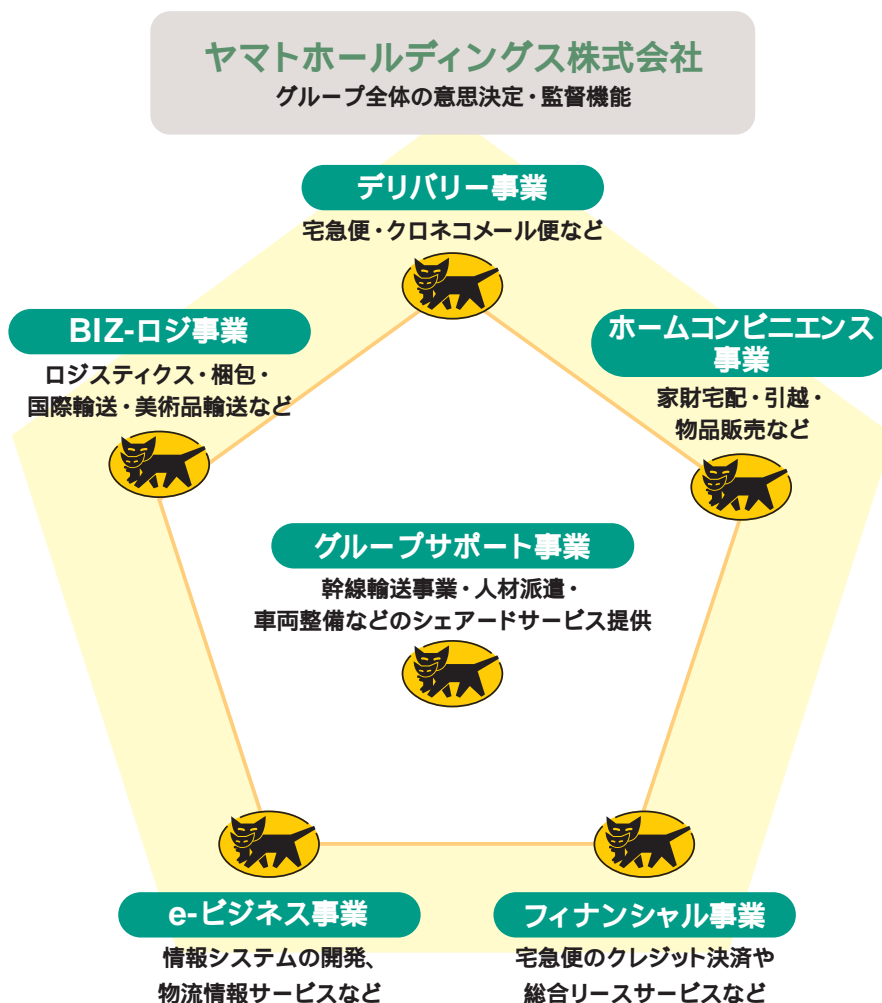 ヤマトホールディングス株式会社
グループ全体の意思決定・監督機能
デリバリー事業
宅急便・クロネコメール便など
BIZ-ロジ事業
ロジスティクス・梱包・
国際輸送・美術品輸送など
ホームコンビニエンス
事業
家財宅配・引越・
物品販売など
グループサポート事業
幹線輸送事業・人材派遣・
車両整備などのシェアードサービス提供
e-ビジネス事業
情報システムの開発、
物流情報サービスなど
フィナンシャル事業
宅急便のクレジット決済や
総合リースサービスなど